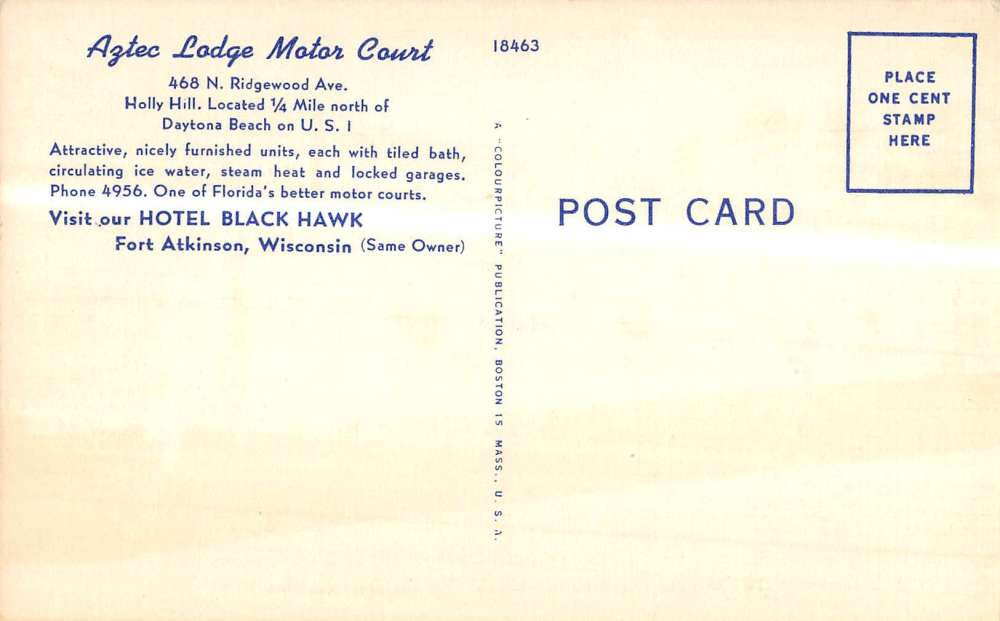 Aztec Lodge Motor Court
468 N. Ridgewood Ave.
Holly Hill. Located ¼ Mile north of
Daytona Beach on U. S. 1
Attractive, nicely furnished units, each with tiled bath,
circulating ice water, steam heat and locked garages.
Phone 4956. One of Florida's better motor courts.
Visit our HOTEL BLACK HAWK
Fort Atkinson, Wisconsin (Same Owner)
18463
A "COLOURPICTURE" PUBLICATION, BOSTON 15 MASS., U. S. A.
POST CARD
PLACE
ONE CENT
STAMP
HERE